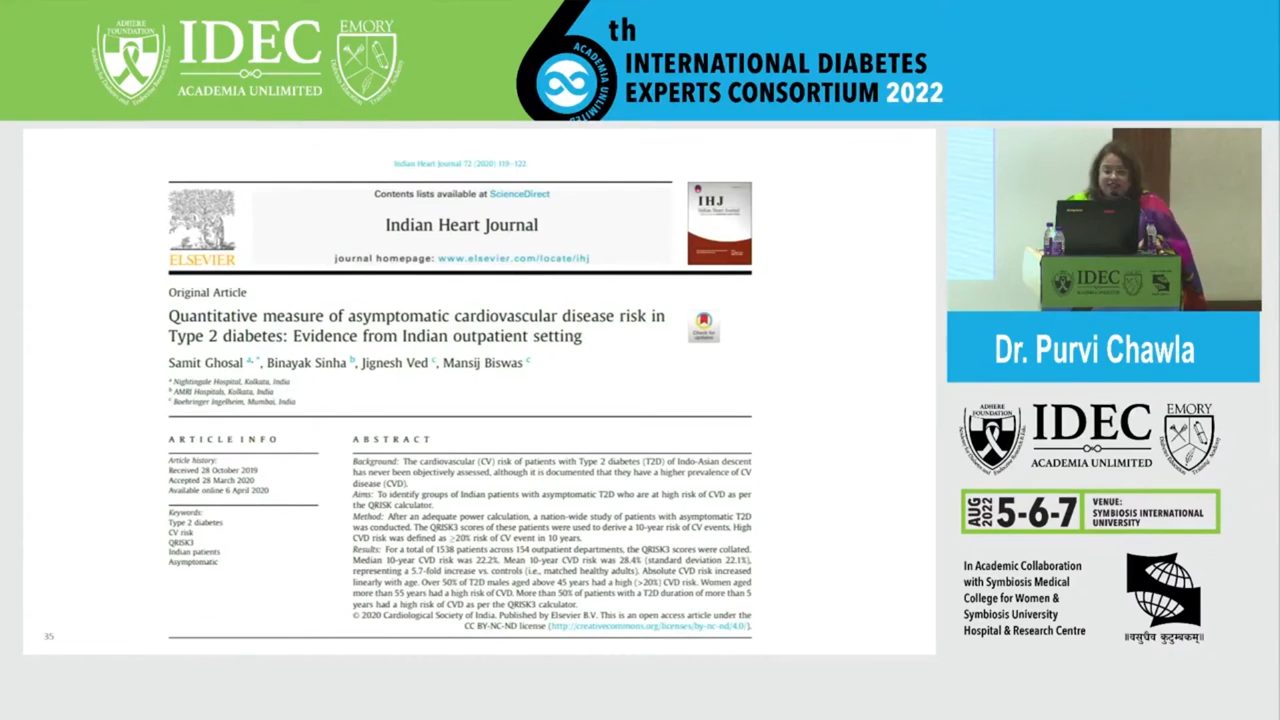 ADHERE
FOUNDATION
IDEC
ACADEMIA UNLIMITED
EMORY
6th
ACADEMIA UNLIMITED
INTERNATIONAL DIABETES
EXPERTS CONSORTIUM 2022
Indian Heart Journal 72 (2020) 119–122
Contents lists available at ScienceDirect
Indian Heart Journal
journal homepage: www.elsevier.com/locate/ihj
ELSEVIER
IHJ
Original Article
Quantitative measure of asymptomatic cardiovascular disease risk in
Type 2 diabetes: Evidence from Indian outpatient setting
Check for
updates
Samit Ghosal a, *, Binayak Sinha b, Jignesh Ved c, Mansij Biswas c
a Nightingale Hospital, Kolkata, India
b AMRI Hospitals, Kolkata, India
c Boehringer Ingelheim, Mumbai, India
ARTICLE INFO
Article history:
Received 28 October 2019
Accepted 28 March 2020
Available online 6 April 2020
Keywords:
Type 2 diabetes
CV risk
QRISK3
Indian patients
Asymptomatic
ABSTRACT
Background: The cardiovascular (CV) risk of patients with Type 2 diabetes (T2D) of Indo-Asian descent
has never been objectively assessed, although it is documented that they have a higher prevalence of CV
disease (CVD).
Aims: To identify groups of Indian patients with asymptomatic T2D who are at high risk of CVD as per
the QRISK calculator.
Method: After an adequate power calculation, a nation-wide study of patients with asymptomatic T2D
was conducted. The QRISK3 scores of these patients were used to derive a 10-year risk of CV events. High
CVD risk was defined as ≥20% risk of CV event in 10 years.
Results: For a total of 1538 patients across 154 outpatient departments, the QRISK3 scores were collated.
Median 10-year CVD risk was 22.2%. Mean 10-year CVD risk was 28.4% (standard deviation 22.1%),
representing a 5.7-fold increase vs. controls (i.e., matched healthy adults). Absolute CVD risk increased
linearly with age. Over 50% of T2D males aged above 45 years had a high (>20%) CVD risk. Women aged
more than 55 years had a high risk of CVD. More than 50% of patients with a T2D duration of more than 5
years had a high risk of CVD as per the QRISK3 calculator.
© 2020 Cardiological Society of India. Published by Elsevier B.V. This is an open access article under the
CC BY-NC-ND license (http://creativecommons.org/licenses/by-nc-nd/4.0/).
35
IDEC
Dr. Purvi Chawla
ADHERE
FOUNDATION
IDEC
ACADEMIA UNLIMITED
EMORY
AUG
2022
5-6-7
VENUE:
SYMBIOSIS INTERNATIONAL
UNIVERSITY
In Academic Collaboration
with Symbiosis Medical
College for Women &
Symbiosis University
Hospital & Research Centre
॥वसुधैव कुटुम्बकम्॥